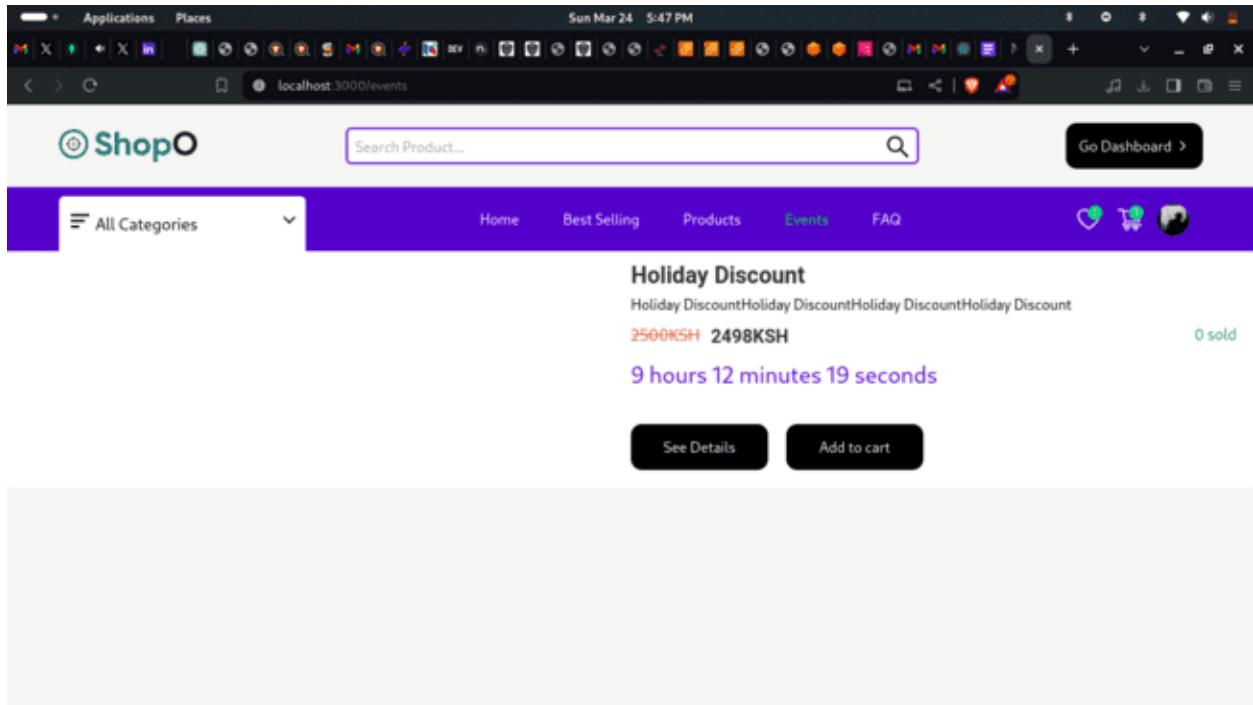 Applications Places Sun Mar 24 5:47 PM
localhost:3000/events
ShopO Search Product... Go Dashboard
All Categories Home Best Selling Products Events FAQ
Holiday Discount
Holiday DiscountHoliday DiscountHoliday DiscountHoliday Discount
2500KSH 2498KSH 0 sold
9 hours 12 minutes 19 seconds
See Details Add to cart